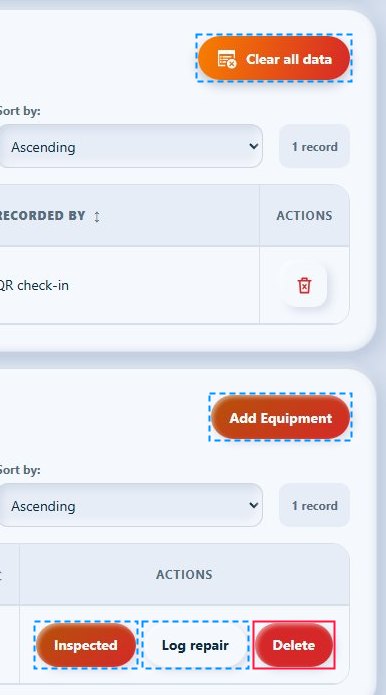 Clear all data
Sort by:
Ascending
1 record
RECORDED BY ↕
ACTIONS
QR check-in
Add Equipment
Sort by:
Ascending
1 record
ACTIONS
Inspected
Log repair
Delete